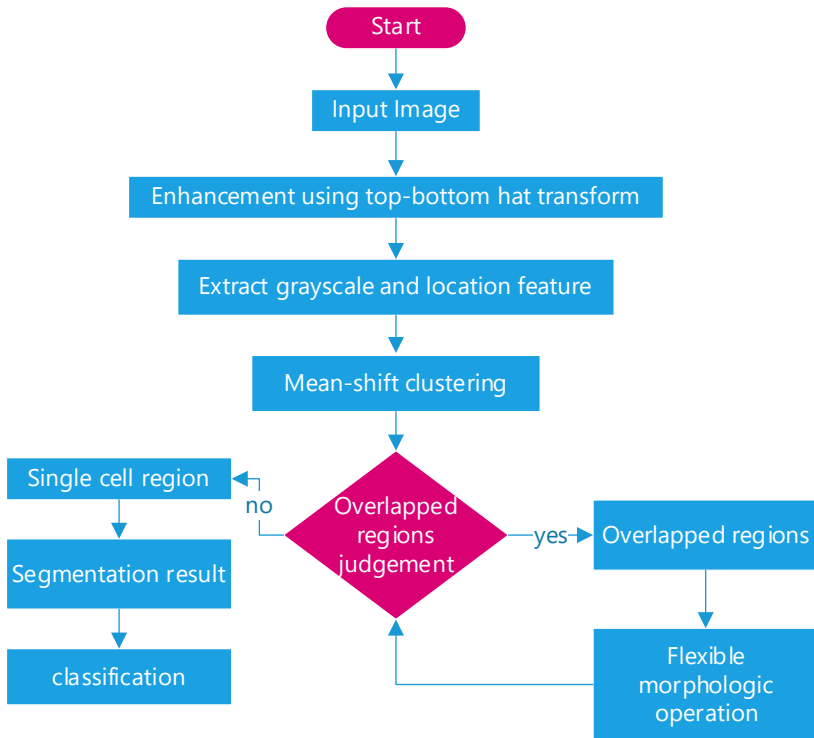 Start
Input Image
Enhancement using top-bottom hat transform
Extract grayscale and location feature
Mean-shift clustering
Overlapped
regions
judgement
no
Single cell region
Segmentation result
classification
yes
Overlapped regions
Flexible
morphologic
operation